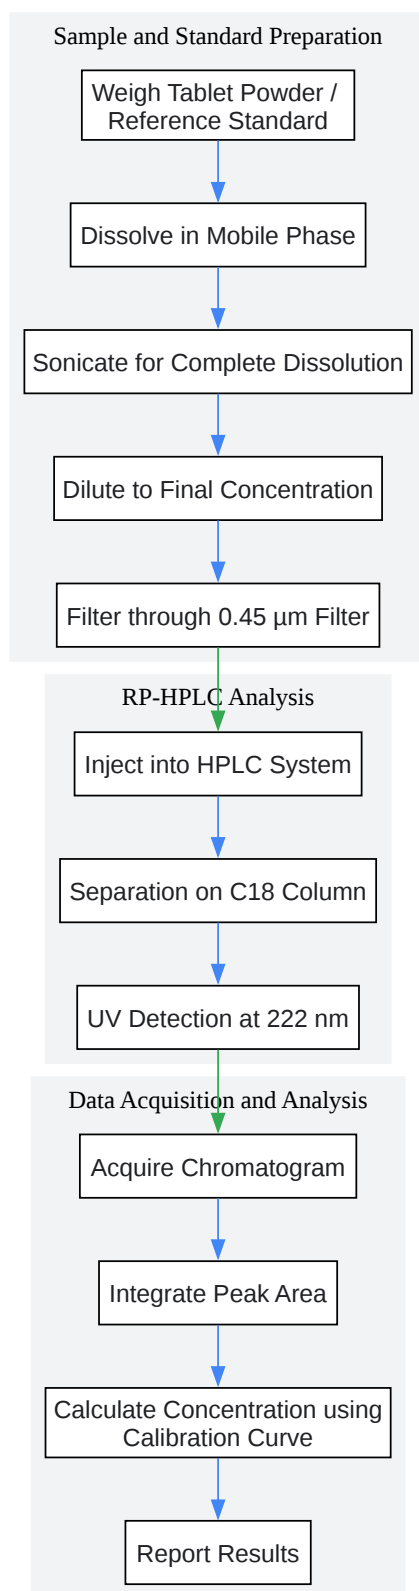 Sample and Standard Preparation
Weigh Tablet Powder /
Reference Standard
Dissolve in Mobile Phase
Sonicate for Complete Dissolution
Dilute to Final Concentration
Filter through 0.45 µm Filter
RP-HPLC Analysis
Inject into HPLC System
Separation on C18 Column
UV Detection at 222 nm
Data Acquisition and Analysis
Acquire Chromatogram
Integrate Peak Area
Calculate Concentration using
Calibration Curve
Report Results